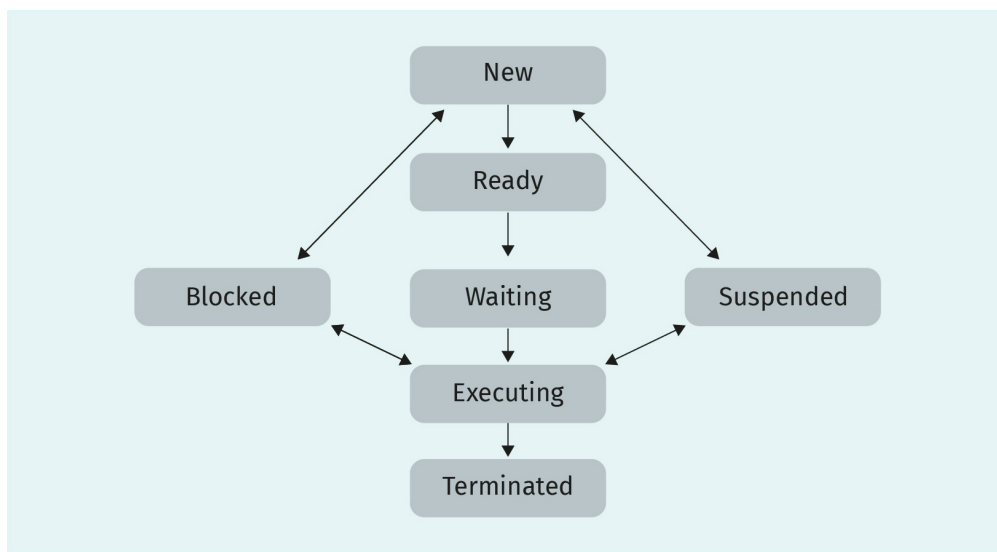 New
Ready
Blocked
Waiting
Suspended
Executing
Terminated